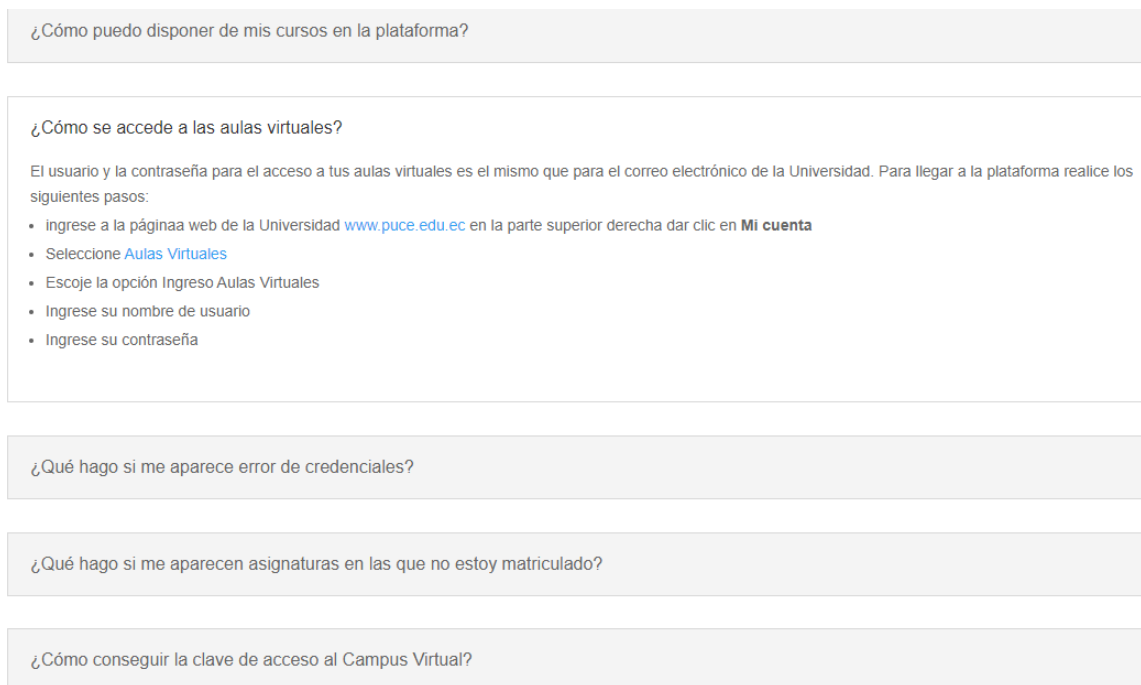 ¿Cómo puedo disponer de mis cursos en la plataforma?
¿Cómo se accede a las aulas virtuales?
El usuario y la contraseña para el acceso a tus aulas virtuales es el mismo que para el correo electrónico de la Universidad. Para llegar a la plataforma realice los
siguientes pasos:
• ingrese a la páginaa web de la Universidad www.puce.edu.ec en la parte superior derecha dar clic en Mi cuenta
• Seleccione Aulas Virtuales
• Escoje la opción Ingreso Aulas Virtuales
• Ingrese su nombre de usuario
• Ingrese su contraseña
¿Qué hago si me aparece error de credenciales?
¿Qué hago si me aparecen asignaturas en las que no estoy matriculado?
¿Cómo conseguir la clave de acceso al Campus Virtual?